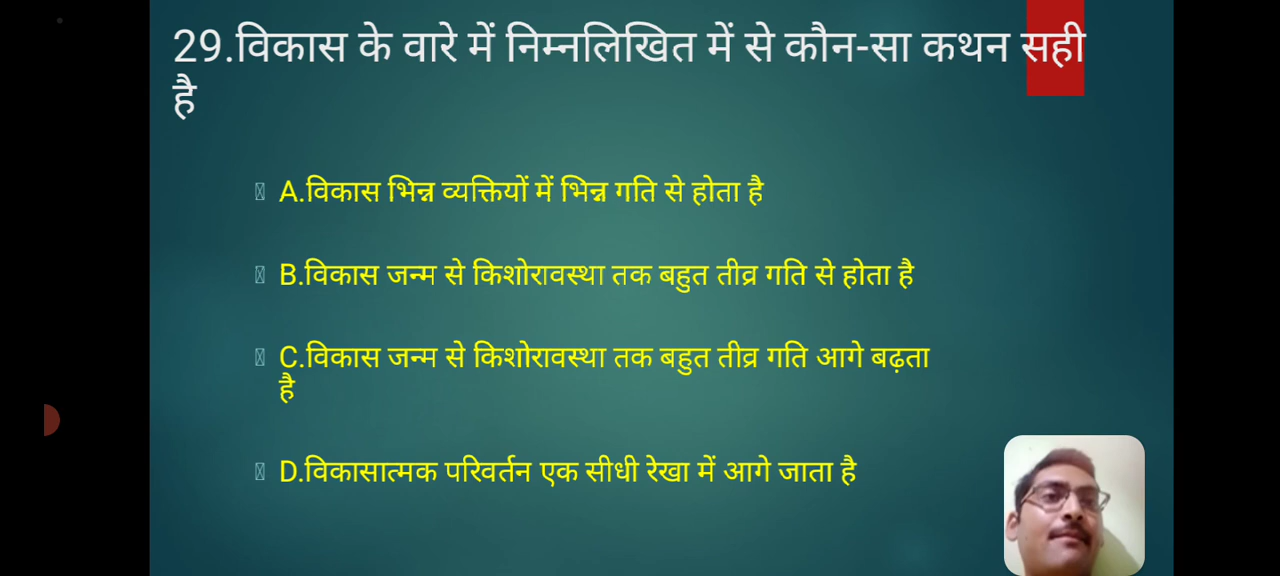 29.विकास के वारे में निम्नलिखित में से कौन-सा कथन सही
है
A.विकास भिन्न व्यक्तियों में भिन्न गति से होता है
B.विकास जन्म से किशोरावस्था तक बहुत तीव्र गति से होता है
C.विकास जन्म से किशोरावस्था तक बहुत तीव्र गति आगे बढ़ता
है
D.विकासात्मक परिवर्तन एक सीधी रेखा में आगे जाता है